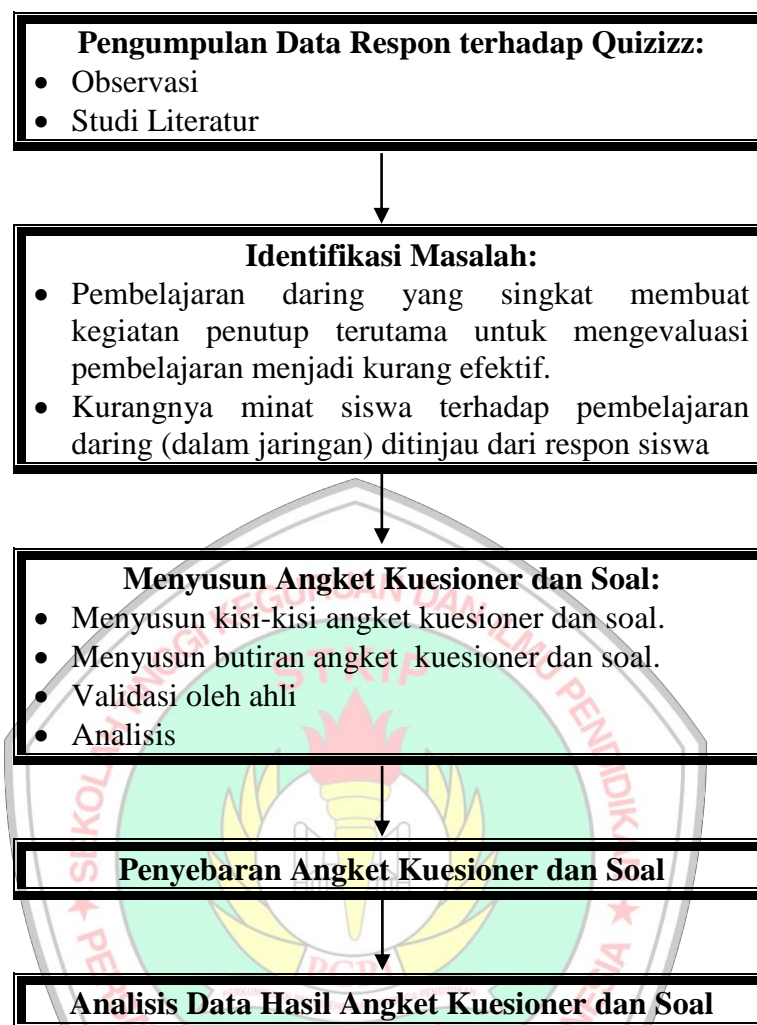 Pengumpulan Data Respon terhadap Quizizz:
• Observasi
• Studi Literatur
Identifikasi Masalah:
• Pembelajaran daring yang singkat membuat
kegiatan penutup terutama untuk mengevaluasi
pembelajaran menjadi kurang efektif.
• Kurangnya minat siswa terhadap pembelajaran
daring (dalam jaringan) ditinjau dari respon siswa
Menyusun Angket Kuesioner dan Soal:
• Menyusun kisi-kisi angket kuesioner dan soal.
• Menyusun butiran angket kuesioner dan soal.
• Validasi oleh ahli
• Analisis
Penyebaran Angket Kuesioner dan Soal
Analisis Data Hasil Angket Kuesioner dan Soal
STKIP
PGRI